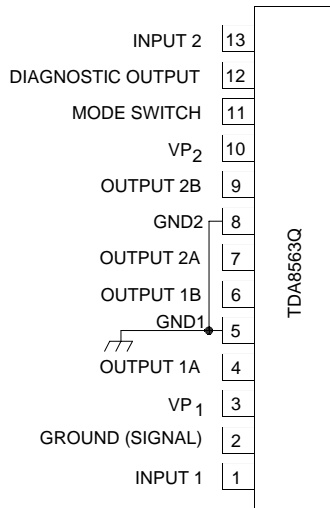 INPUT 2 13
DIAGNOSTIC OUTPUT 12
MODE SWITCH 11
VP2 10
OUTPUT 2B 9
GND2 8
OUTPUT 2A 7
OUTPUT 1B 6
GND1 5
OUTPUT 1A 4
VP1 3
GROUND (SIGNAL) 2
INPUT 1 1
TDA8563Q